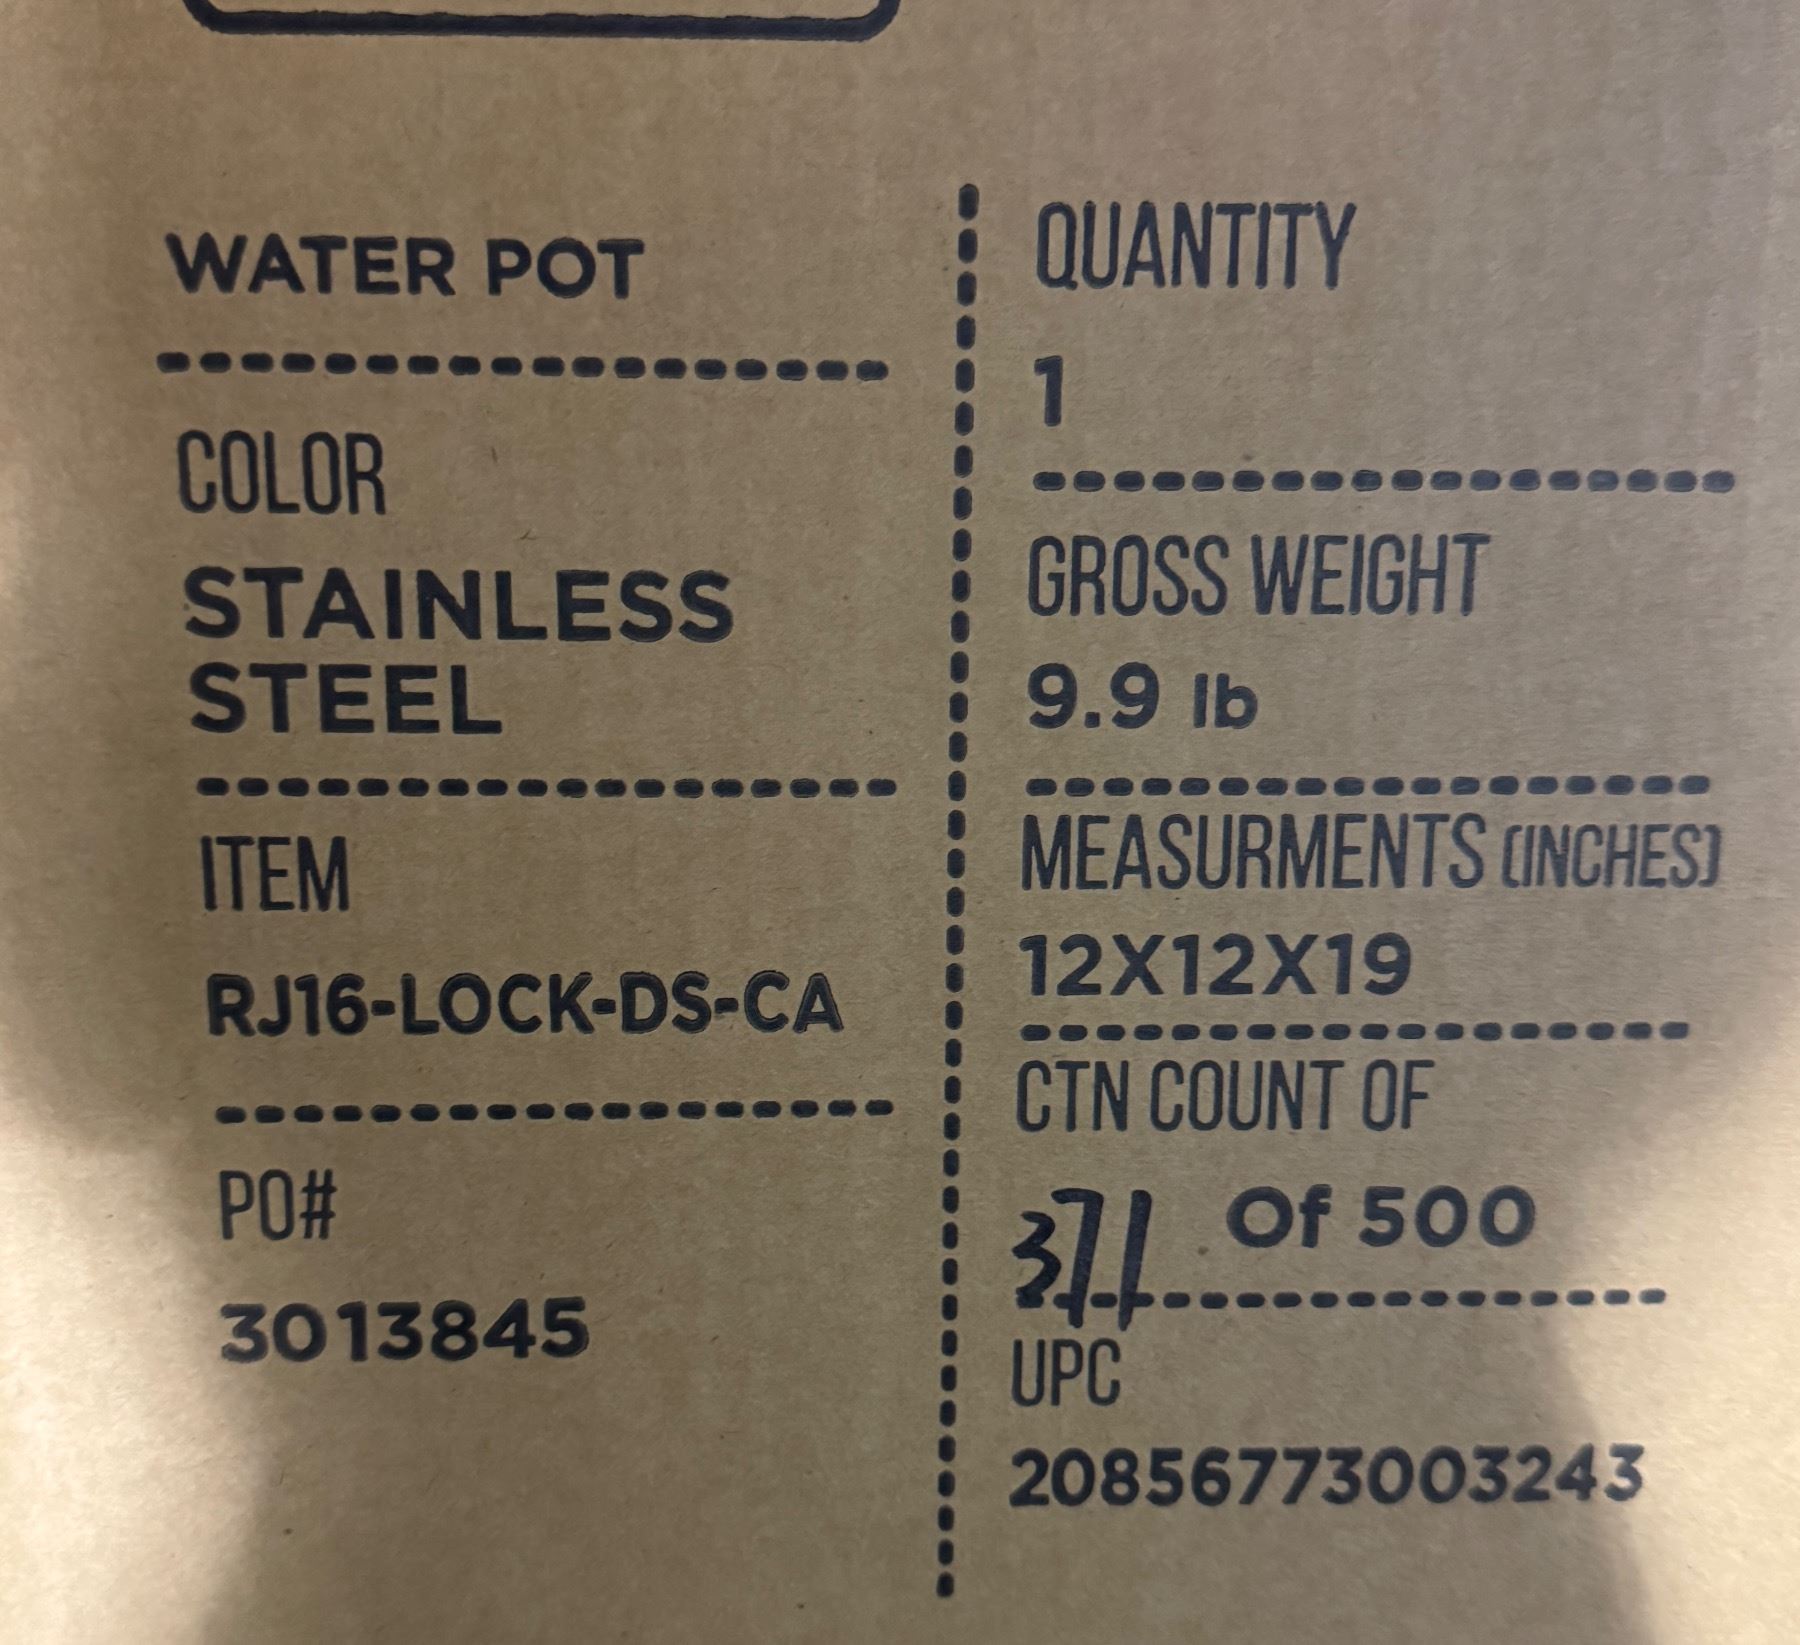 WATER POT
COLOR
STAINLESS
STEEL
ITEM
RJ16-LOCK-DS-CA
PO#
3013845
QUANTITY
1
GROSS WEIGHT
9.9 lb
MEASURMENTS (INCHES)
12X12X19
CTN COUNT OF
371 Of 500
UPC
20856773003243